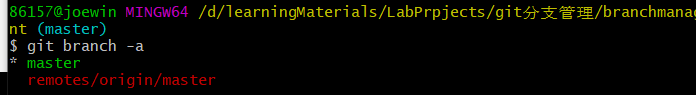 86157@joewin MINGW64 /d/learningMaterials/LabPrpjects/git分支管理/branchmanag
nt (master)
$ git branch -a
* master
remotes/origin/master